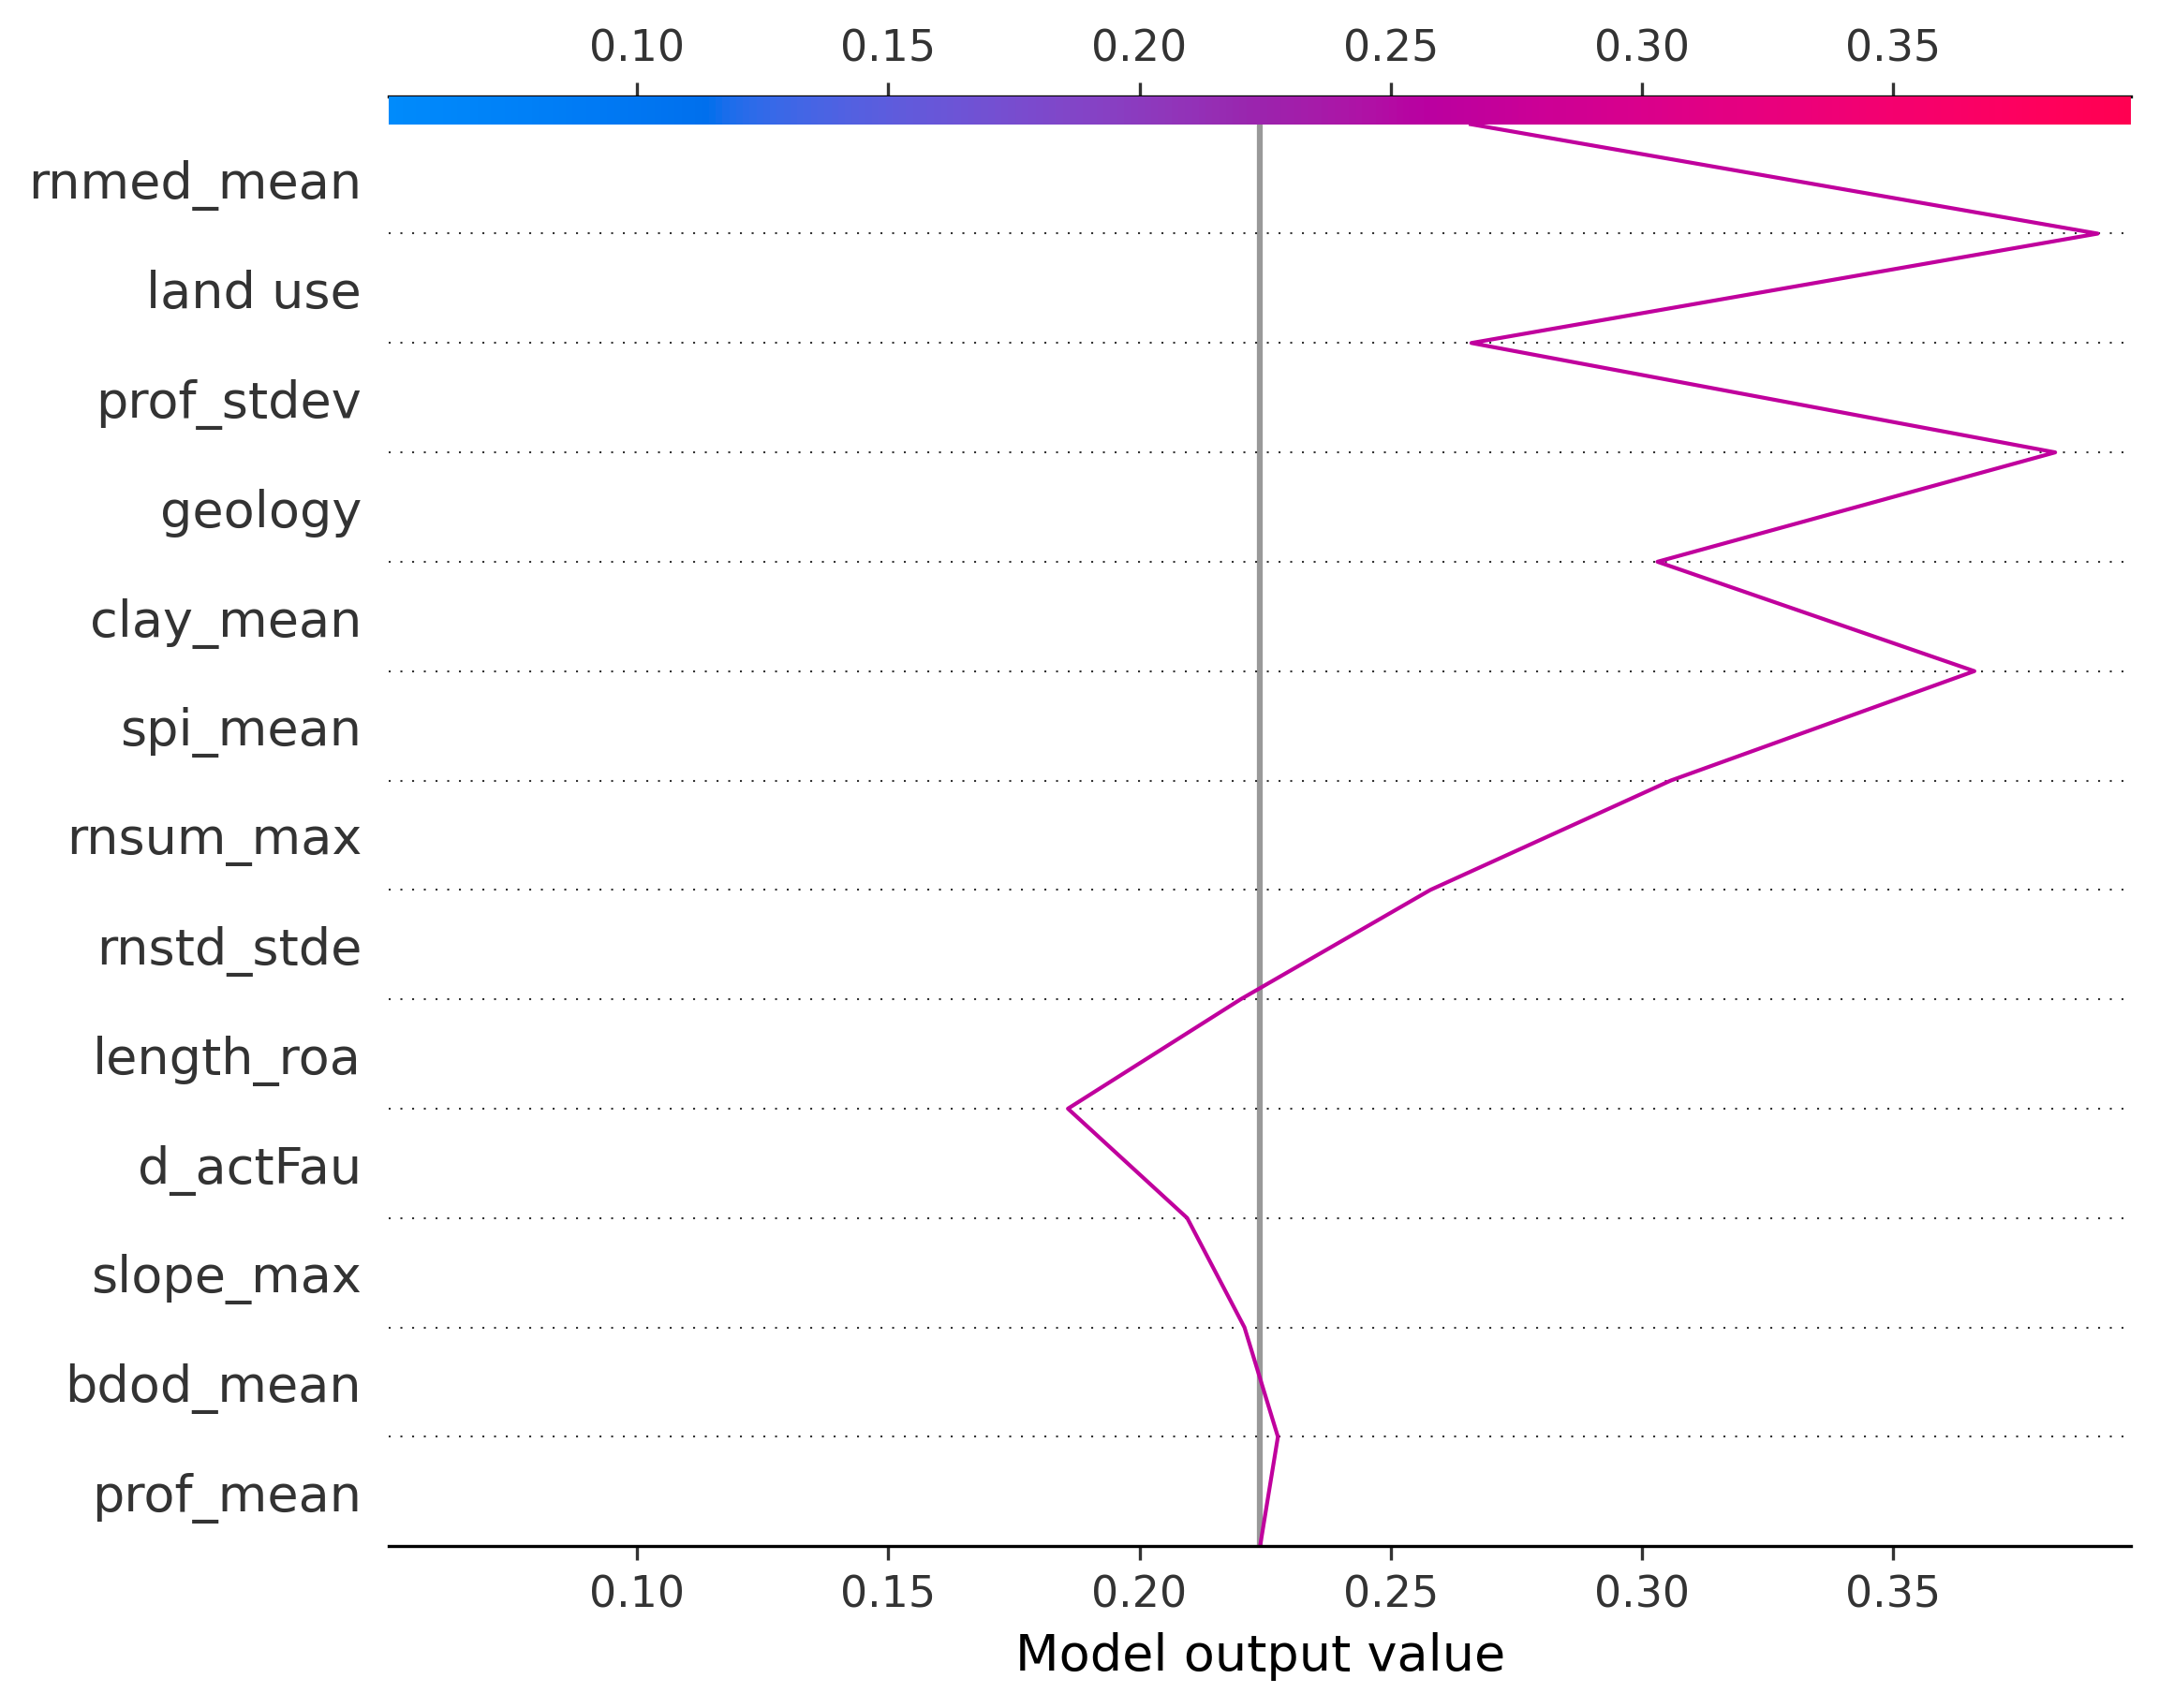 0.10 0.15 0.20 0.25 0.30 0.35
rnmed_mean
land use
prof_stdev
geology
clay_mean
spi_mean
rnsum_max
rnstd_stde
length_roa
d_actFau
slope_max
bdod_mean
prof_mean
0.10 0.15 0.20 0.25 0.30 0.35
Model output value